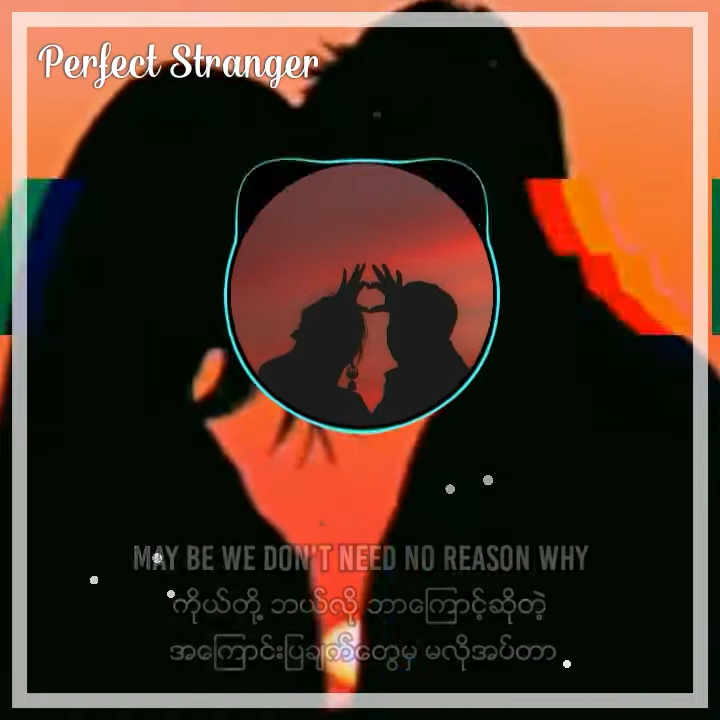 Perfect Stranger
MAY BE WE DON'T NEED NO REASON WHY
ကိုယ်တို့ ဘယ်လို ဘာကြောင့်ဆိုတဲ့
အကြောင်းပြချက်တွေမှ မလိုအပ်တာ